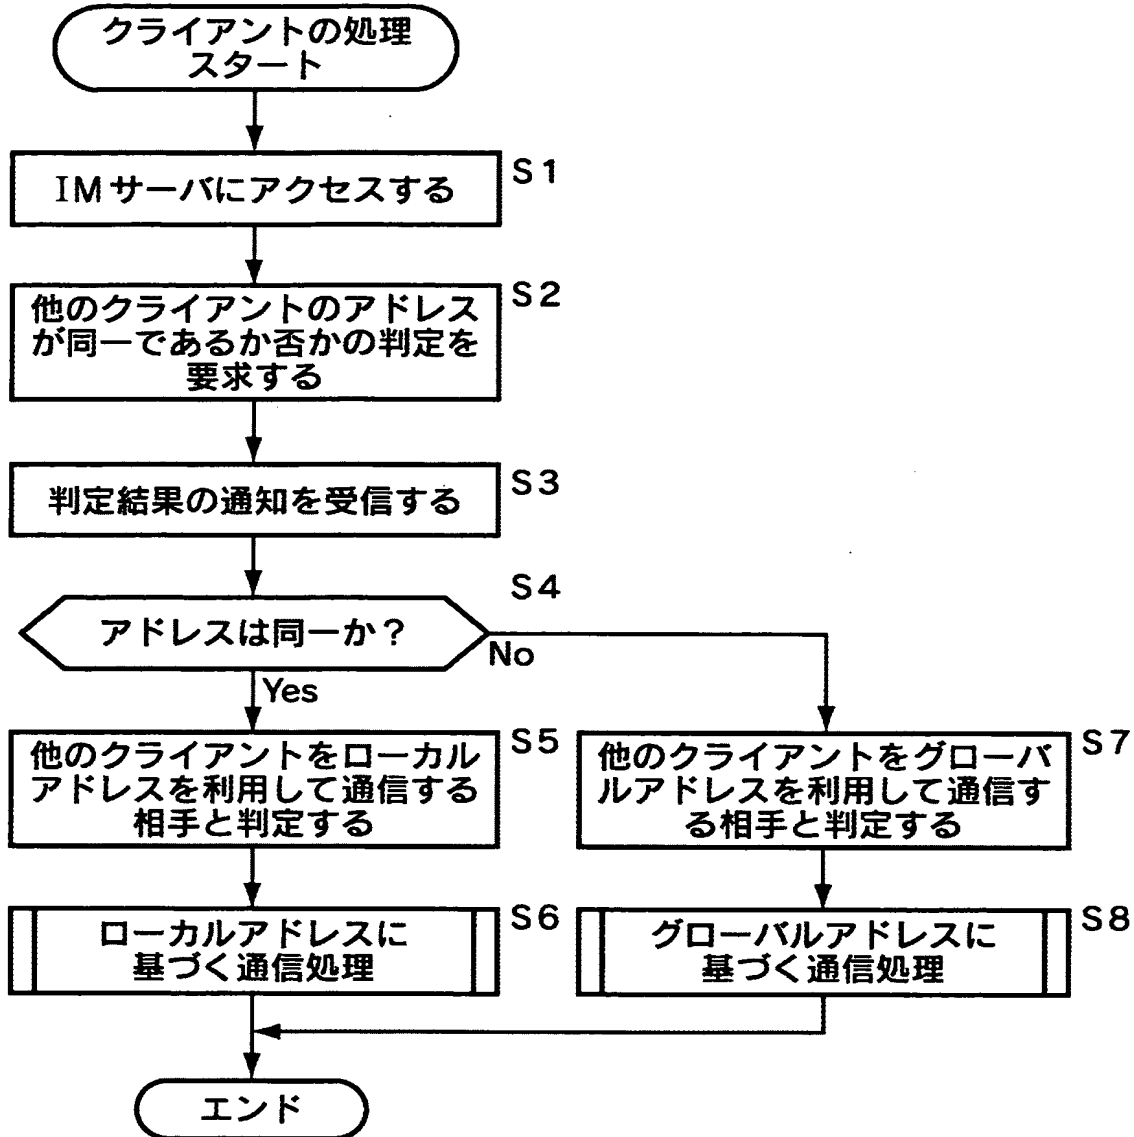 クライアントの処理
スタート
S1
IMサーバにアクセスする
S2
他のクライアントのアドレス
が同一であるか否かの判定を
要求する
S3
判定結果の通知を受信する
S4
アドレスは同一か?
No
Yes
S5
他のクライアントをローカル
アドレスを利用して通信する
相手と判定する
S7
他のクライアントをグローバ
ルアドレスを利用して通信す
る相手と判定する
S6
ローカルアドレスに
基づく通信処理
S8
グローバルアドレスに
基づく通信処理
エンド